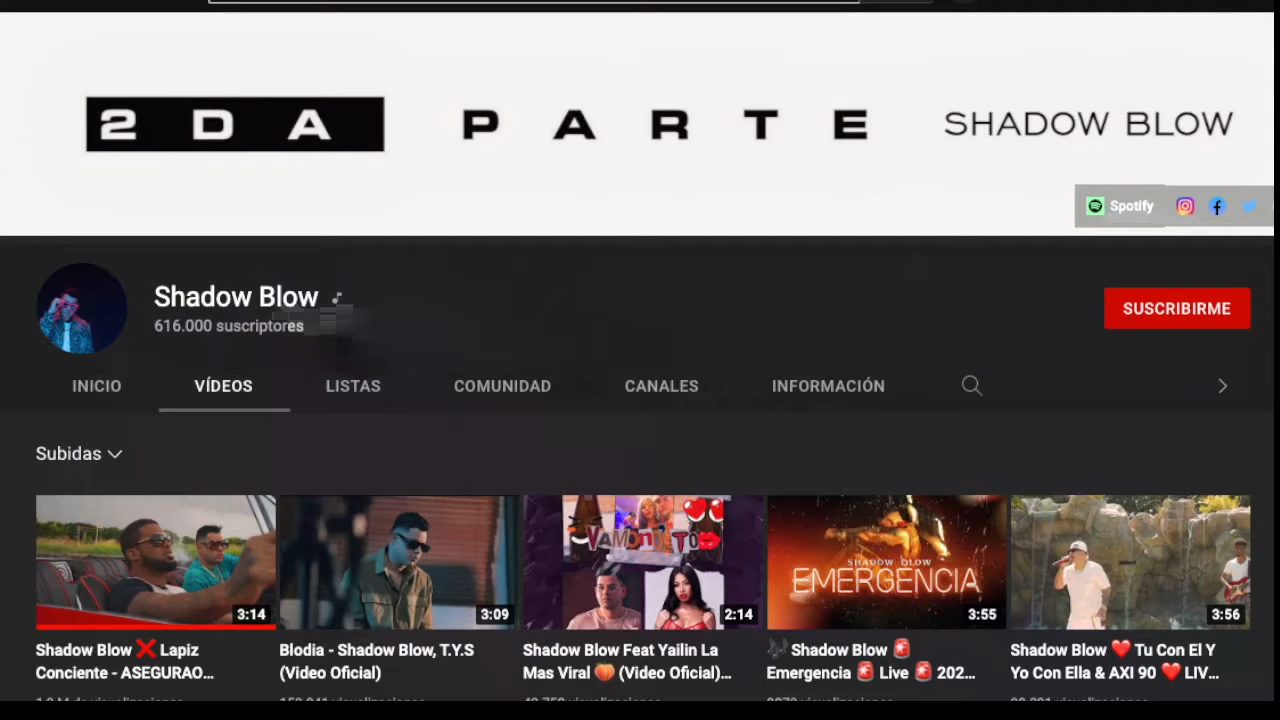 2DA PARTE SHADOW BLOW
Spotify
Shadow Blow
616.000 suscriptores
SUSCRIBIRME
INICIO VÍDEOS LISTAS COMUNIDAD CANALES INFORMACIÓN
Subidas
VAMONITO
SHADOW BLOW
EMERGENCIA
3:14 3:09 2:14 3:55 3:56
Shadow Blow ❌ Lapiz
Conciente - ASEGURAO...
Blodia - Shadow Blow, T.Y.S
(Video Oficial)
Shadow Blow Feat Yailin La
Mas Viral 🍑 (Video Oficial)...
🎶 Shadow Blow 🚨
Emergencia 🚨 Live 🚨 202...
Shadow Blow ❤️ Tu Con El Y
Yo Con Ella & AXI 90 ❤️ LIV...